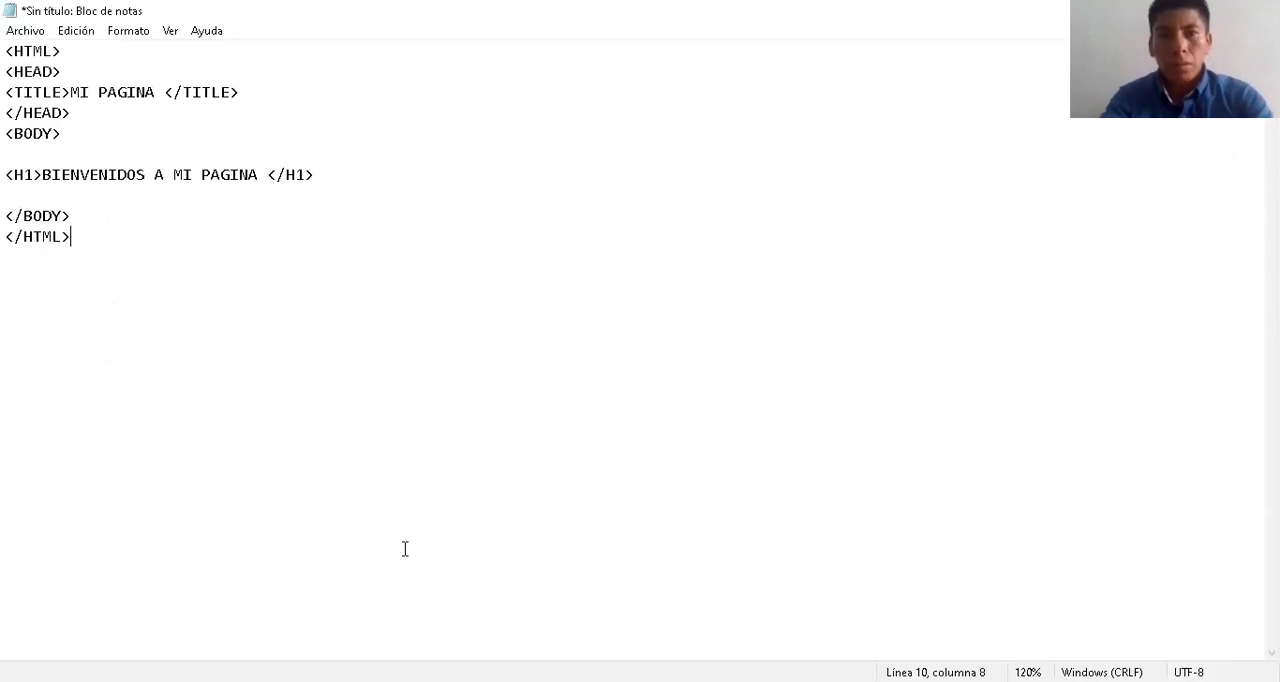 *Sin título: Bloc de notas
Archivo Edición Formato Ver Ayuda
<HTML>
<HEAD>
<TITLE>MI PAGINA </TITLE>
</HEAD>
<BODY>
<H1>BIENVENIDOS A MI PAGINA </H1>
</BODY>
</HTML>
Línea 10, columna 8 120% Windows (CRLF) UTF-8